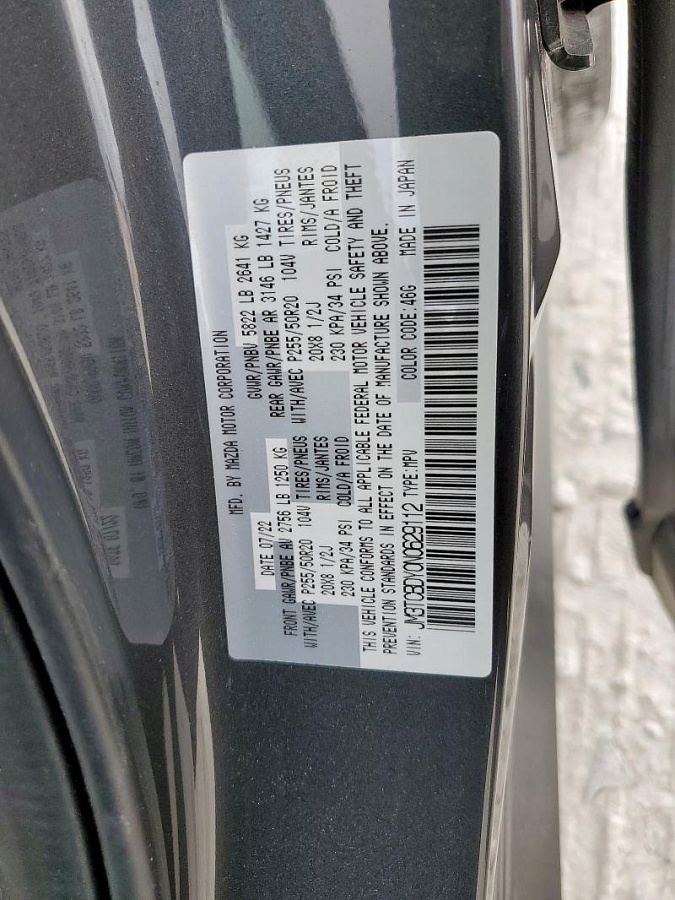 MFD. BY MAZDA MOTOR CORPORATION
DATE 07/22 GVWR/PNBV 5822 LB 2641 KG
FRONT GAWR/PNBE AV 2756 LB 1250 KG REAR GAWR/PNBE AR 3146 LB 1427 KG
WITH/AVEC P255/50R20 104V TIRES/PNEUS WITH/AVEC P255/50R20 104V TIRES/PNEUS
20X8 1/2J RIMS/JANTES 20X8 1/2J RIMS/JANTES
230 KPA/34 PSI COLD/A FROID 230 KPA/34 PSI COLD/A FROID
THIS VEHICLE CONFORMS TO ALL APPLICABLE FEDERAL MOTOR VEHICLE SAFETY AND THEFT
PREVENTION STANDARDS IN EFFECT ON THE DATE OF MANUFACTURE SHOWN ABOVE.
VIN: JM3TCBDY0N0629112 TYPE:MPV COLOR CODE:46G MADE IN JAPAN